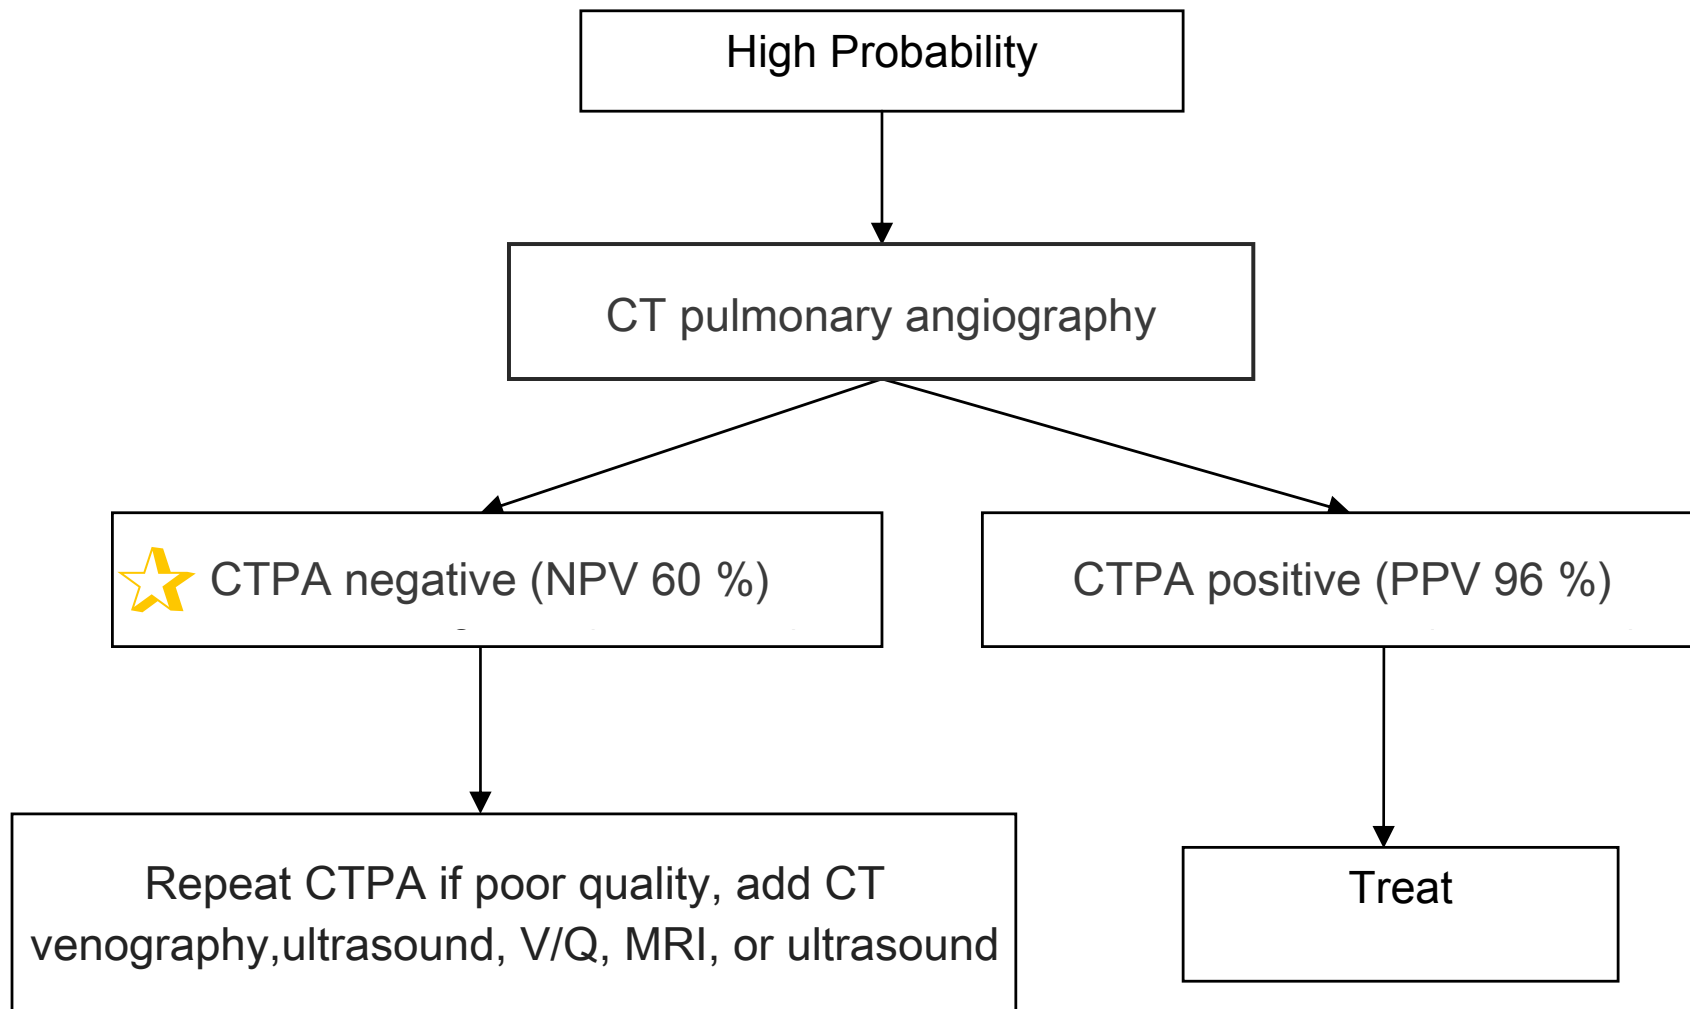 High Probability
CT pulmonary angiography
CTPA negative (NPV 60 %)
CTPA positive (PPV 96 %)
Repeat CTPA if poor quality, add CT
venography,ultrasound, V/Q, MRI, or ultrasound
Treat